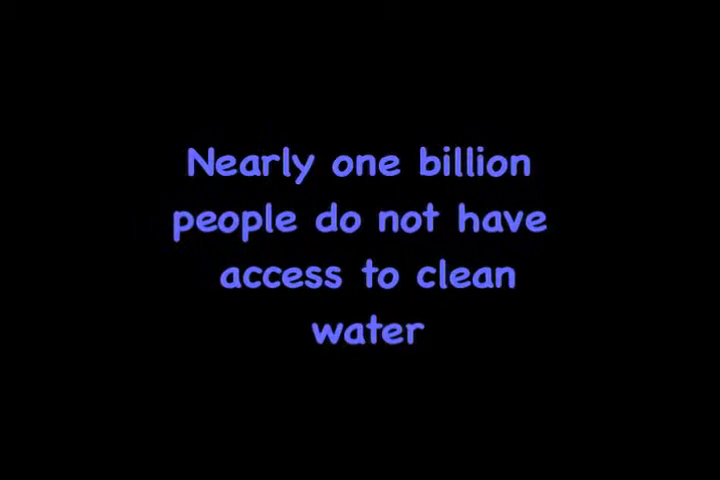 Nearly one billion
people do not have
access to clean
water